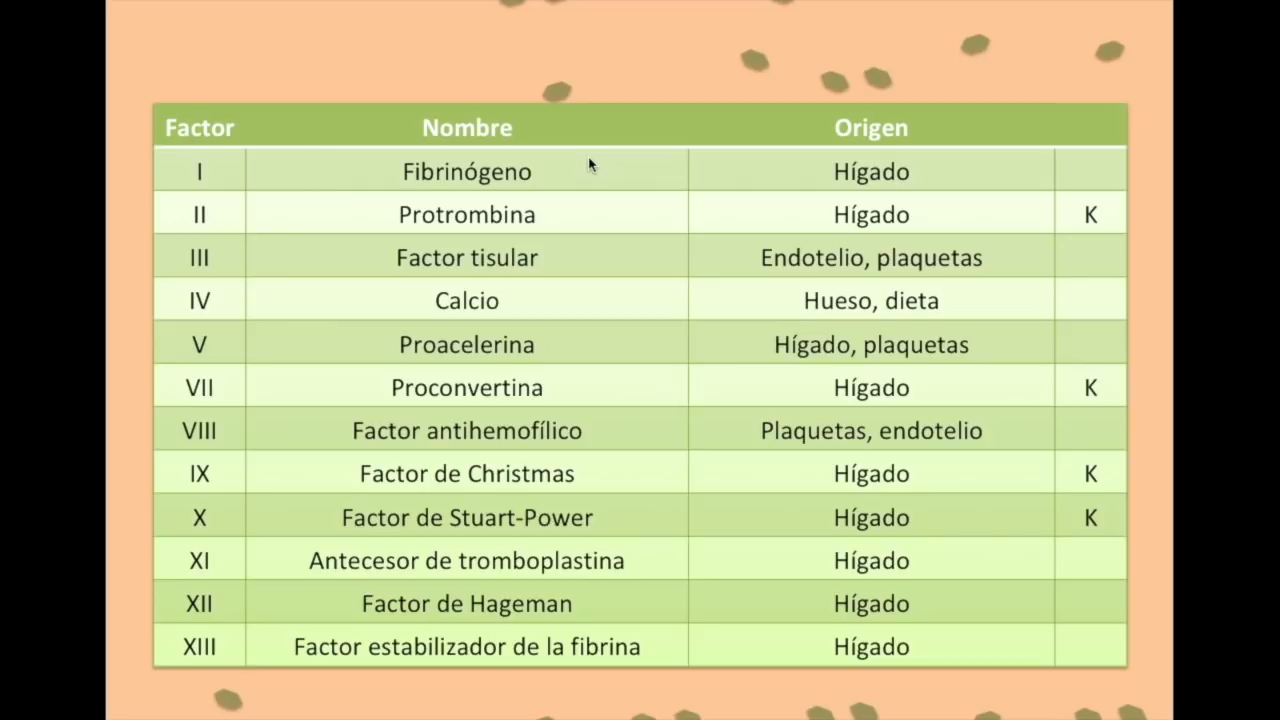 Factor Nombre Origen
I Fibrinógeno Hígado
II Protrombina Hígado K
III Factor tisular Endotelio, plaquetas
IV Calcio Hueso, dieta
V Proacelerina Hígado, plaquetas
VII Proconvertina Hígado K
VIII Factor antihemofílico Plaquetas, endotelio
IX Factor de Christmas Hígado K
X Factor de Stuart-Power Hígado K
XI Antecesor de tromboplastina Hígado
XII Factor de Hageman Hígado
XIII Factor estabilizador de la fibrina Hígado